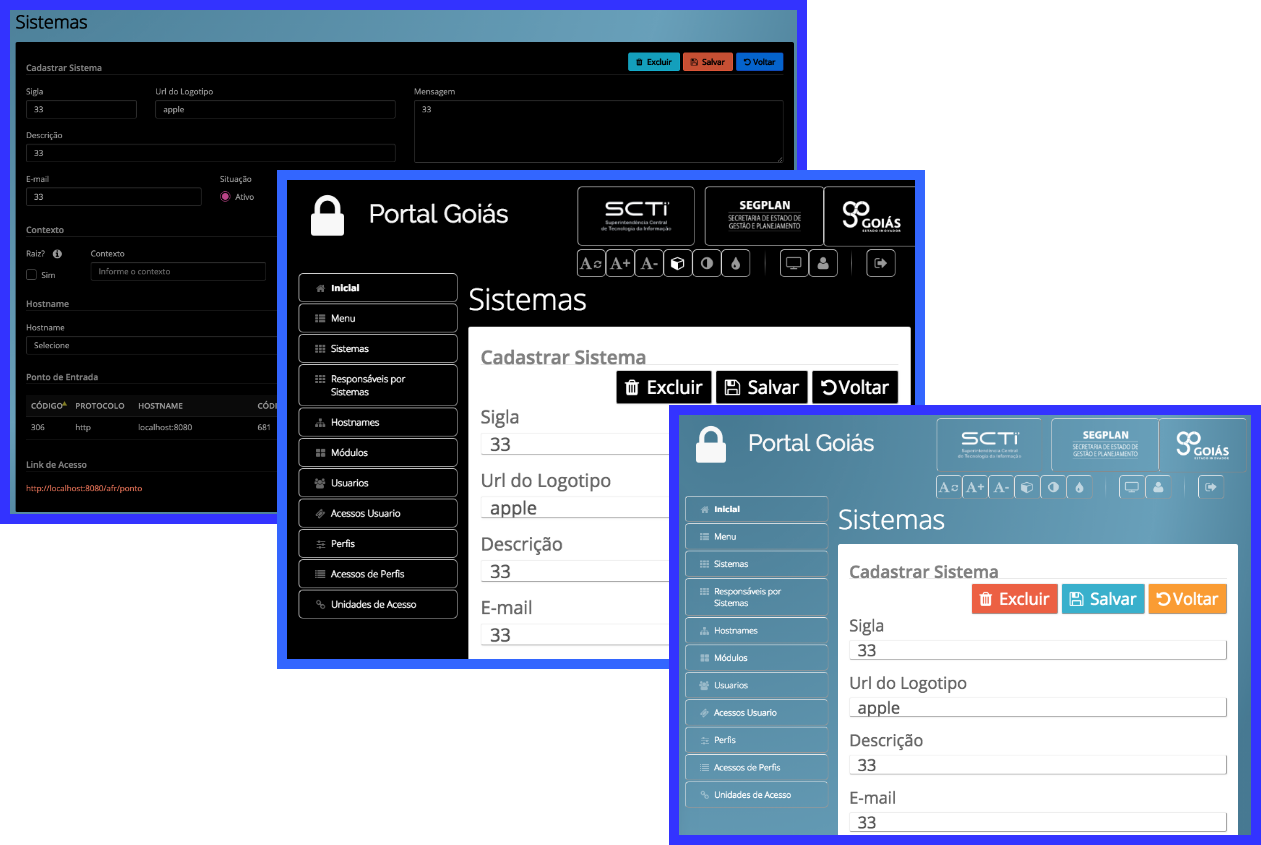 Sistemas
Cadastrar Sistema
Excluir Salvar Voltar
Sigla Url do Logotipo Mensagem
33 apple 33
Descrição
33
E-mail Situação
33 Ativo
Contexto
Raiz? Contexto
Sim Informe o contexto
Hostname
Hostname
Selecione
Ponto de Entrada
CÓDIGO PROTOCOLO HOSTNAME
306 http localhost:8080 681
Link de Acesso
http://localhost:8080/afr/ponto
Portal Goiás
SCTi
Superintendência Central
de Tecnologia da Informação
SEGPLAN
SECRETARIA DE ESTADO DE
GESTÃO E PLANEJAMENTO
GOIÁS
ESTADO INOVADOR
A A+ A-
Inicial
Menu
Sistemas
Responsáveis por
Sistemas
Hostnames
Módulos
Usuarios
Acessos Usuario
Perfis
Acessos de Perfis
Unidades de Acesso
Sistemas
Cadastrar Sistema
Excluir Salvar Voltar
Sigla
33
Url do Logotipo
apple
Descrição
33
E-mail
33
Portal Goiás
SCTi
Superintendência Central
de Tecnologia da Informação
SEGPLAN
SECRETARIA DE ESTADO DE
GESTÃO E PLANEJAMENTO
GOIÁS
ESTADO INOVADOR
A A+ A-
Inicial
Menu
Sistemas
Responsáveis por
Sistemas
Hostnames
Módulos
Usuarios
Acessos Usuario
Perfis
Acessos de Perfis
Unidades de Acesso
Sistemas
Cadastrar Sistema
Excluir Salvar Voltar
Sigla
33
Url do Logotipo
apple
Descrição
33
E-mail
33